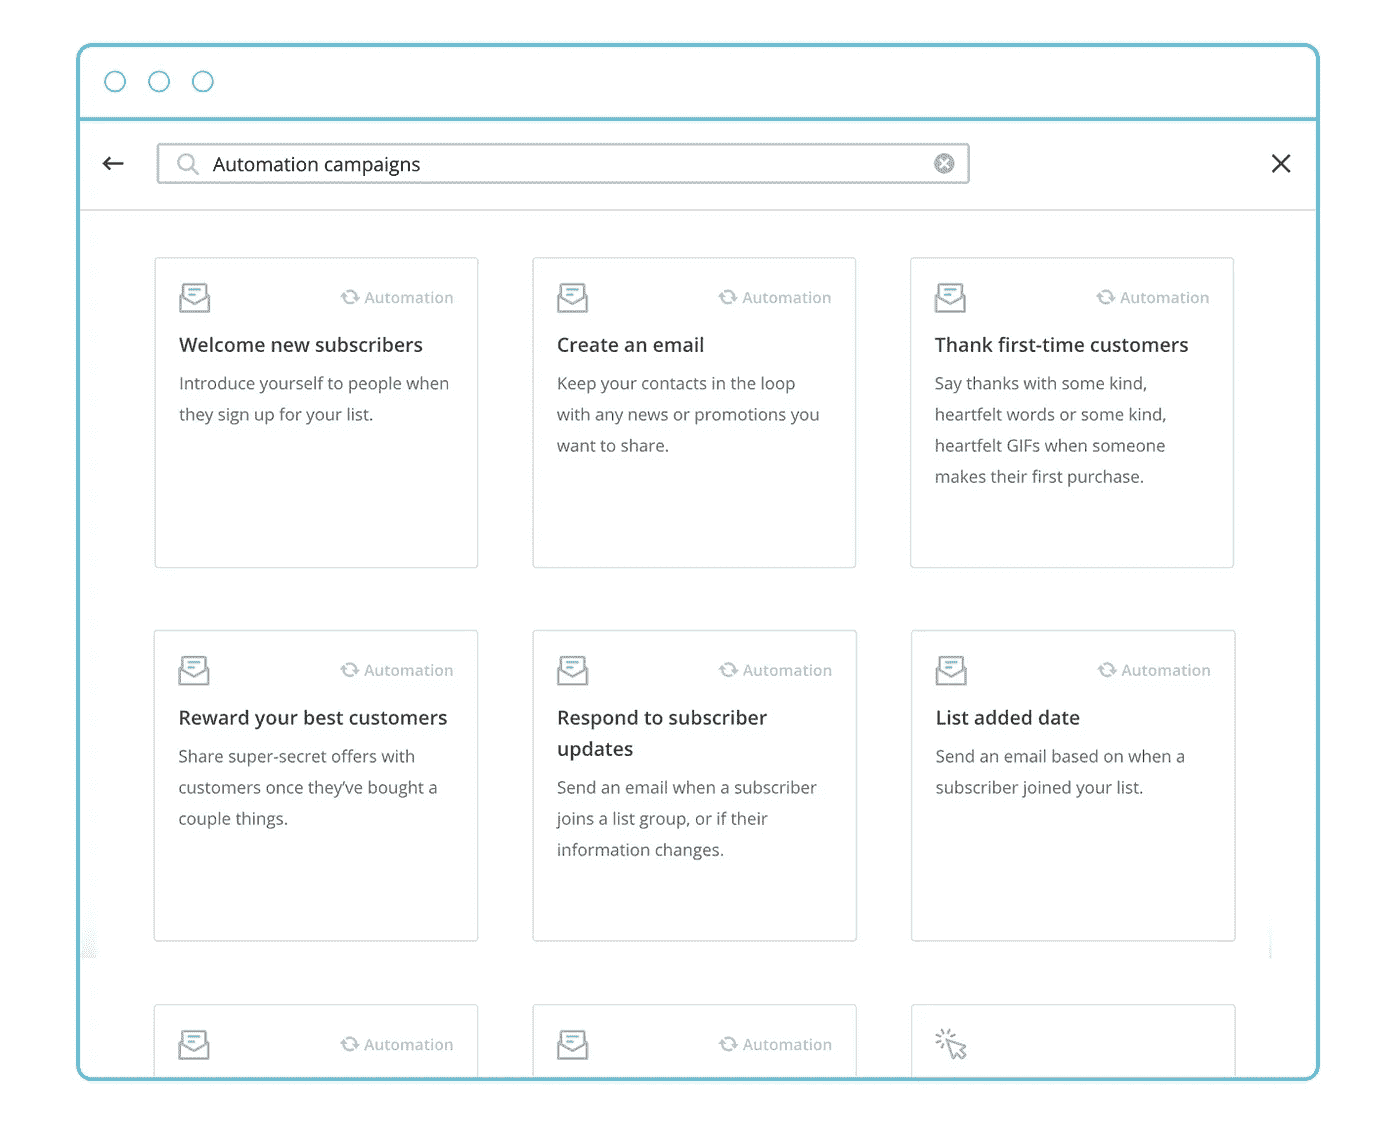 Automation campaigns
Automation
Welcome new subscribers
Introduce yourself to people when
they sign up for your list.
Automation
Create an email
Keep your contacts in the loop
with any news or promotions you
want to share.
Automation
Thank first-time customers
Say thanks with some kind,
heartfelt words or some kind,
heartfelt GIFs when someone
makes their first purchase.
Automation
Reward your best customers
Share super-secret offers with
customers once they’ve bought a
couple things.
Automation
Respond to subscriber
updates
Send an email when a subscriber
joins a list group, or if their
information changes.
Automation
List added date
Send an email based on when a
subscriber joined your list.
Automation
Automation